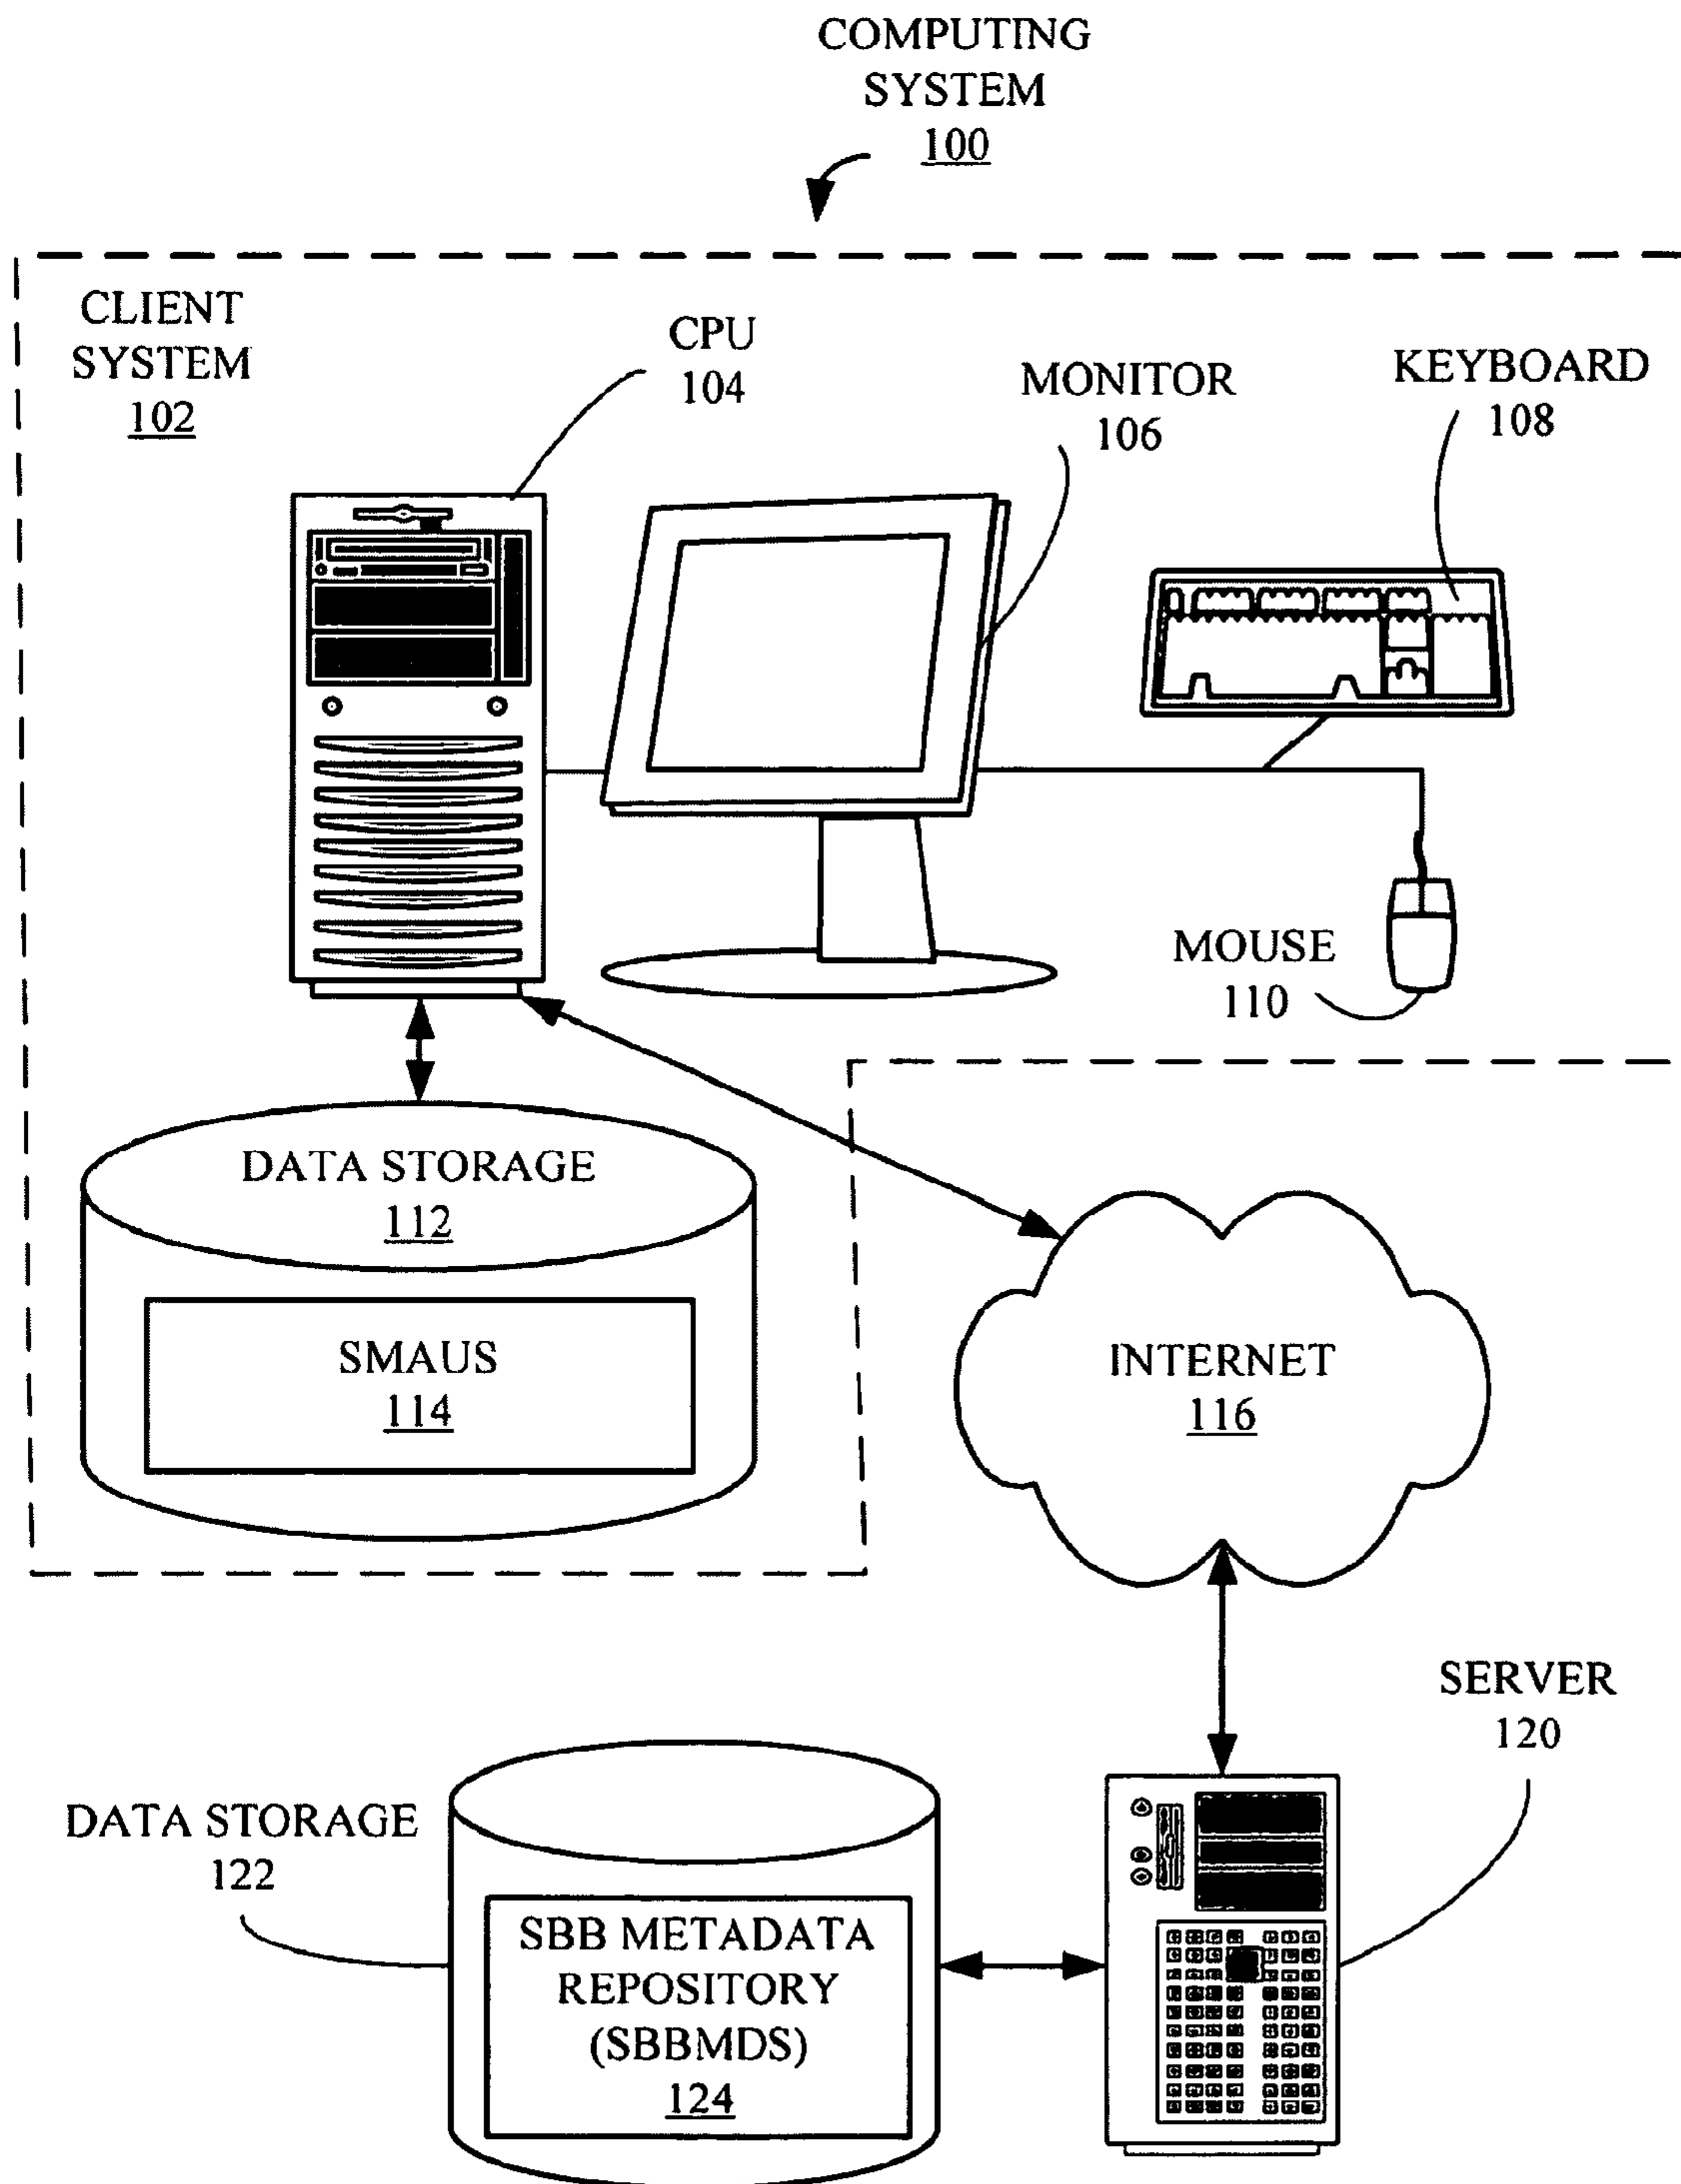 COMPUTING
SYSTEM
100
CLIENT
SYSTEM
102
CPU
104
MONITOR
106
KEYBOARD
108
MOUSE
110
DATA STORAGE
112
SMAUS
114
INTERNET
116
SERVER
120
DATA STORAGE
122
SBB METADATA
REPOSITORY
(SBBMDS)
124